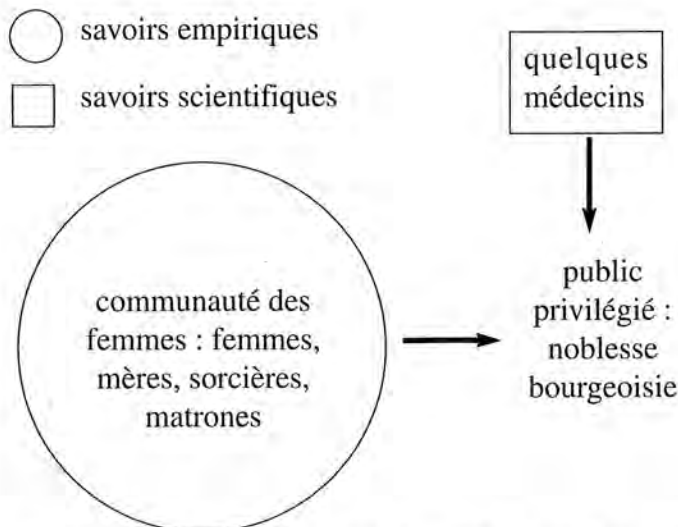 savoirs empiriques
savoirs scientifiques
quelques
médecins
communauté des
femmes : femmes,
mères, sorcières,
matrones
public
privilégié :
noblesse
bourgeoisie